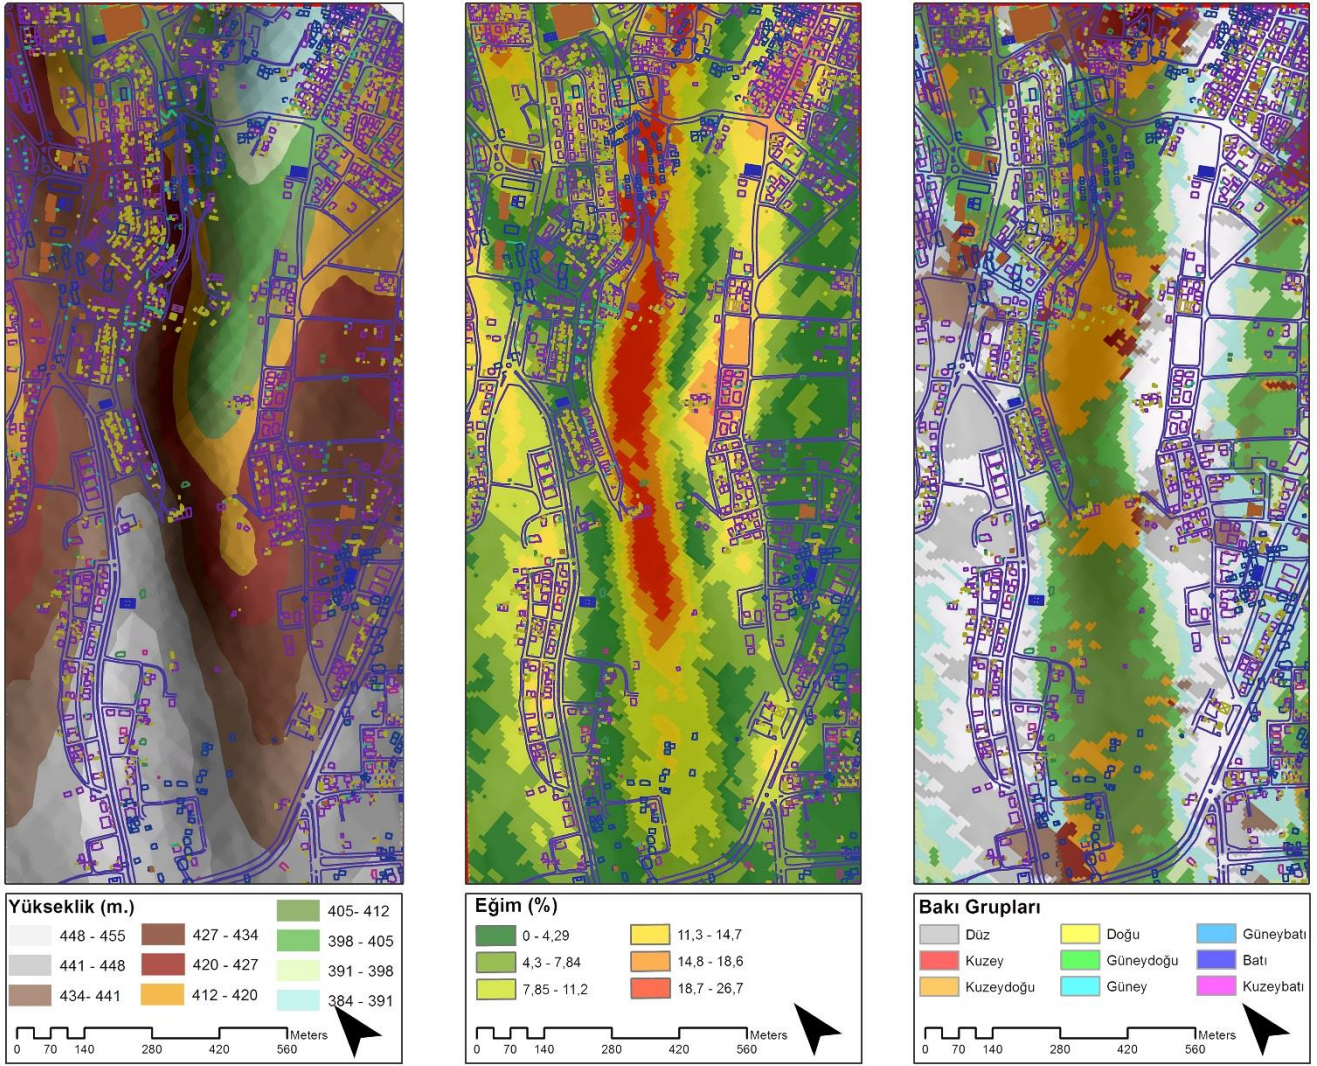 Yükseklik (m.)
448 - 455
441 - 448
434- 441
427 - 434
420 - 427
412 - 420
405- 412
398 - 405
391 - 398
384 - 391
0 70 140 280 420 560 Meters
Eğim (%)
0 - 4,29
4,3 - 7,84
7,85 - 11,2
11,3 - 14,7
14,8 - 18,6
18,7 - 26,7
0 70 140 280 420 560 Meters
Bakı Grupları
Düz
Kuzey
Kuzeydoğu
Doğu
Güneydoğu
Güney
Güneybatı
Batı
Kuzeybatı
0 70 140 280 420 560 Meters